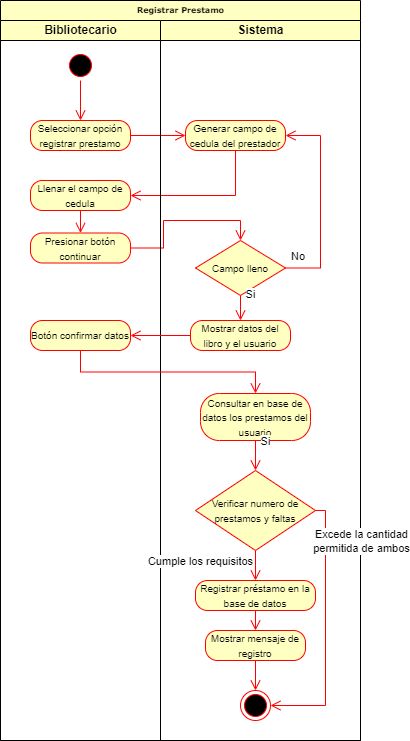 Registrar Prestamo
Bibliotecario
Sistema
Seleccionar opción
registrar prestamo
Generar campo de
cedula del prestador
Llenar el campo de
cedula
Presionar botón
continuar
Campo lleno
No
Si
Mostrar datos del
libro y el usuario
Botón confirmar datos
Consultar en base de
datos los prestamos del
usuario
Si
Verificar numero de
prestamos y faltas
Excede la cantidad
permitida de ambos
Cumple los requisitos
Registrar préstamo en la
base de datos
Mostrar mensaje de
registro